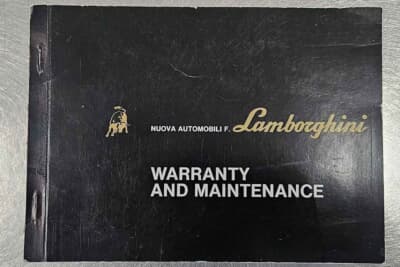 NUOVA AUTOMOBILI F. Lamborghini
WARRANTY
AND MAINTENANCE